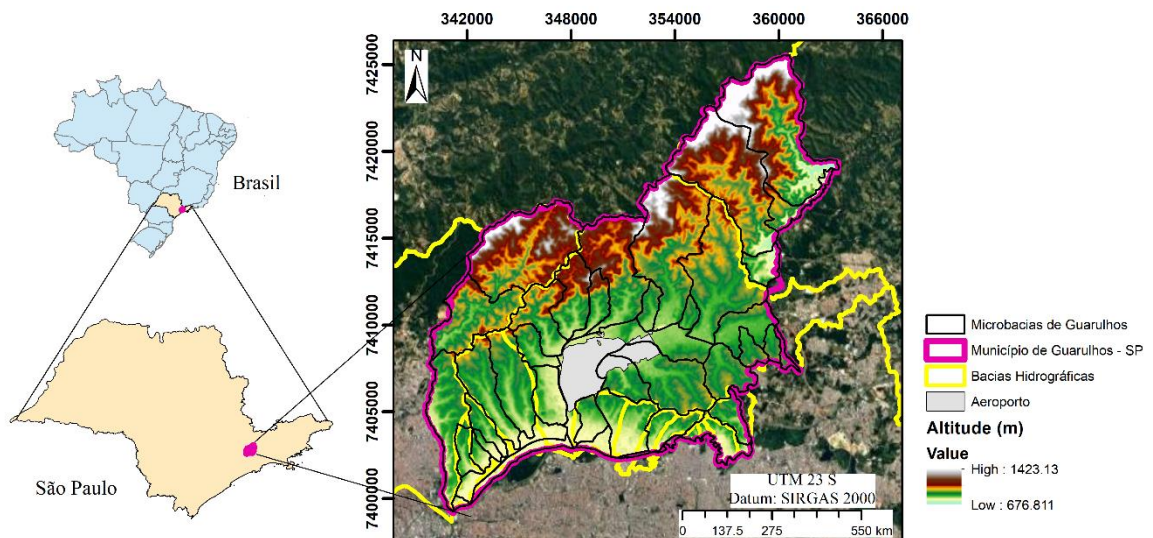 342000 348000 354000 360000 366000
N
7425000
7420000
7415000
7410000
7405000
7400000
Brasil
São Paulo
UTM 23 S
Datum: SIRGAS 2000
0 137.5 275 550 km
Microbacias de Guarulhos
Município de Guarulhos - SP
Bacias Hidrográficas
Aeroporto
Altitude (m)
Value
High : 1423.13
Low : 676.811